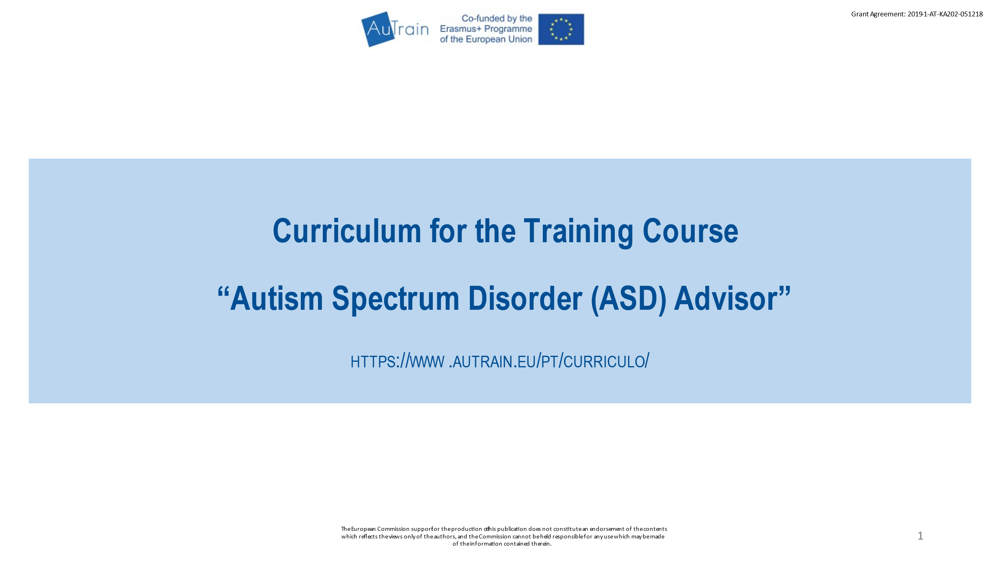 AuTrain
Co-funded by the
Erasmus+ Programme
of the European Union
Grant Agreement: 2019-1-AT-KA202-051218
Curriculum for the Training Course
“Autism Spectrum Disorder (ASD) Advisor”
HTTPS://WWW.AUTRAIN.EU/PT/CURRICULO/
The European Commission support for the production of this publication does not constitute an endorsement of the contents
which reflects the views only of the authors, and the Commission cannot be held responsible for any use which may be made
of the information contained therein.
1